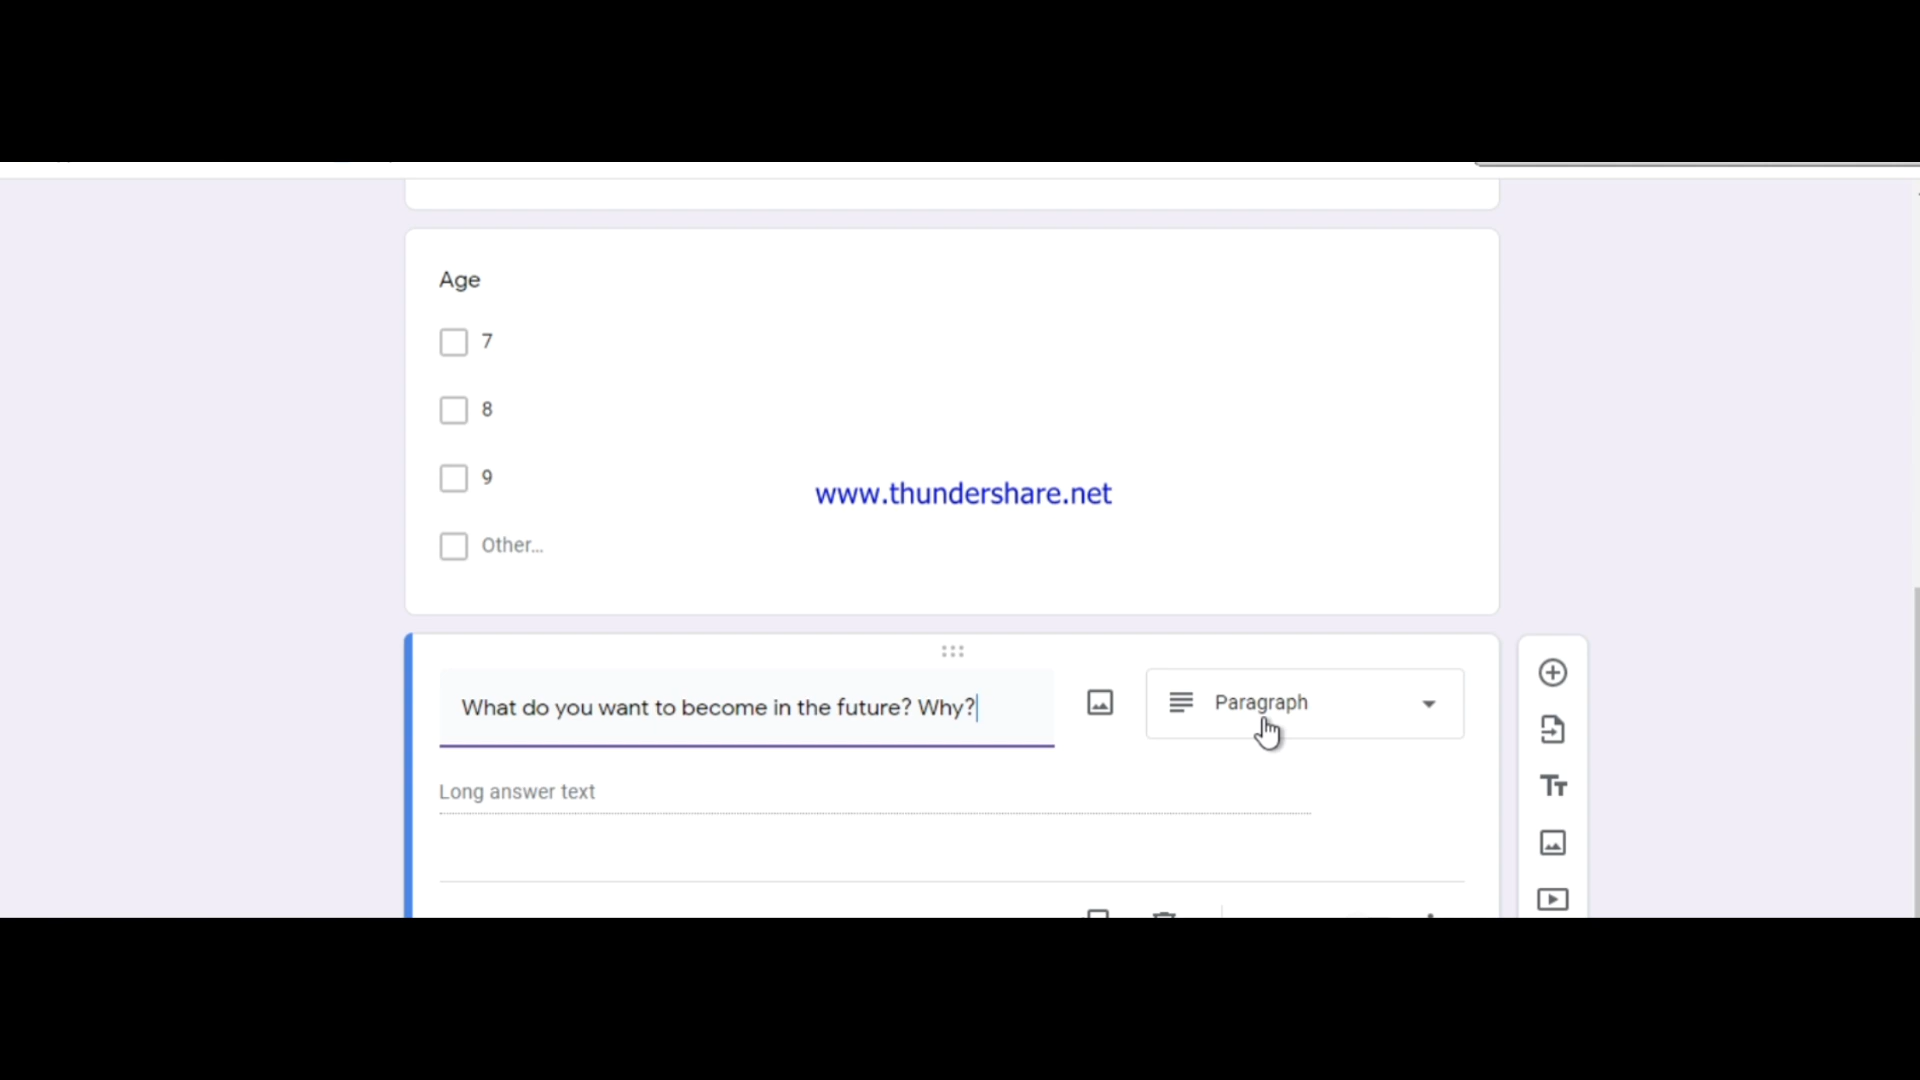 Age
7
8
9
www.thundershare.net
Other...
What do you want to become in the future? Why?
Paragraph
Long answer text
TT